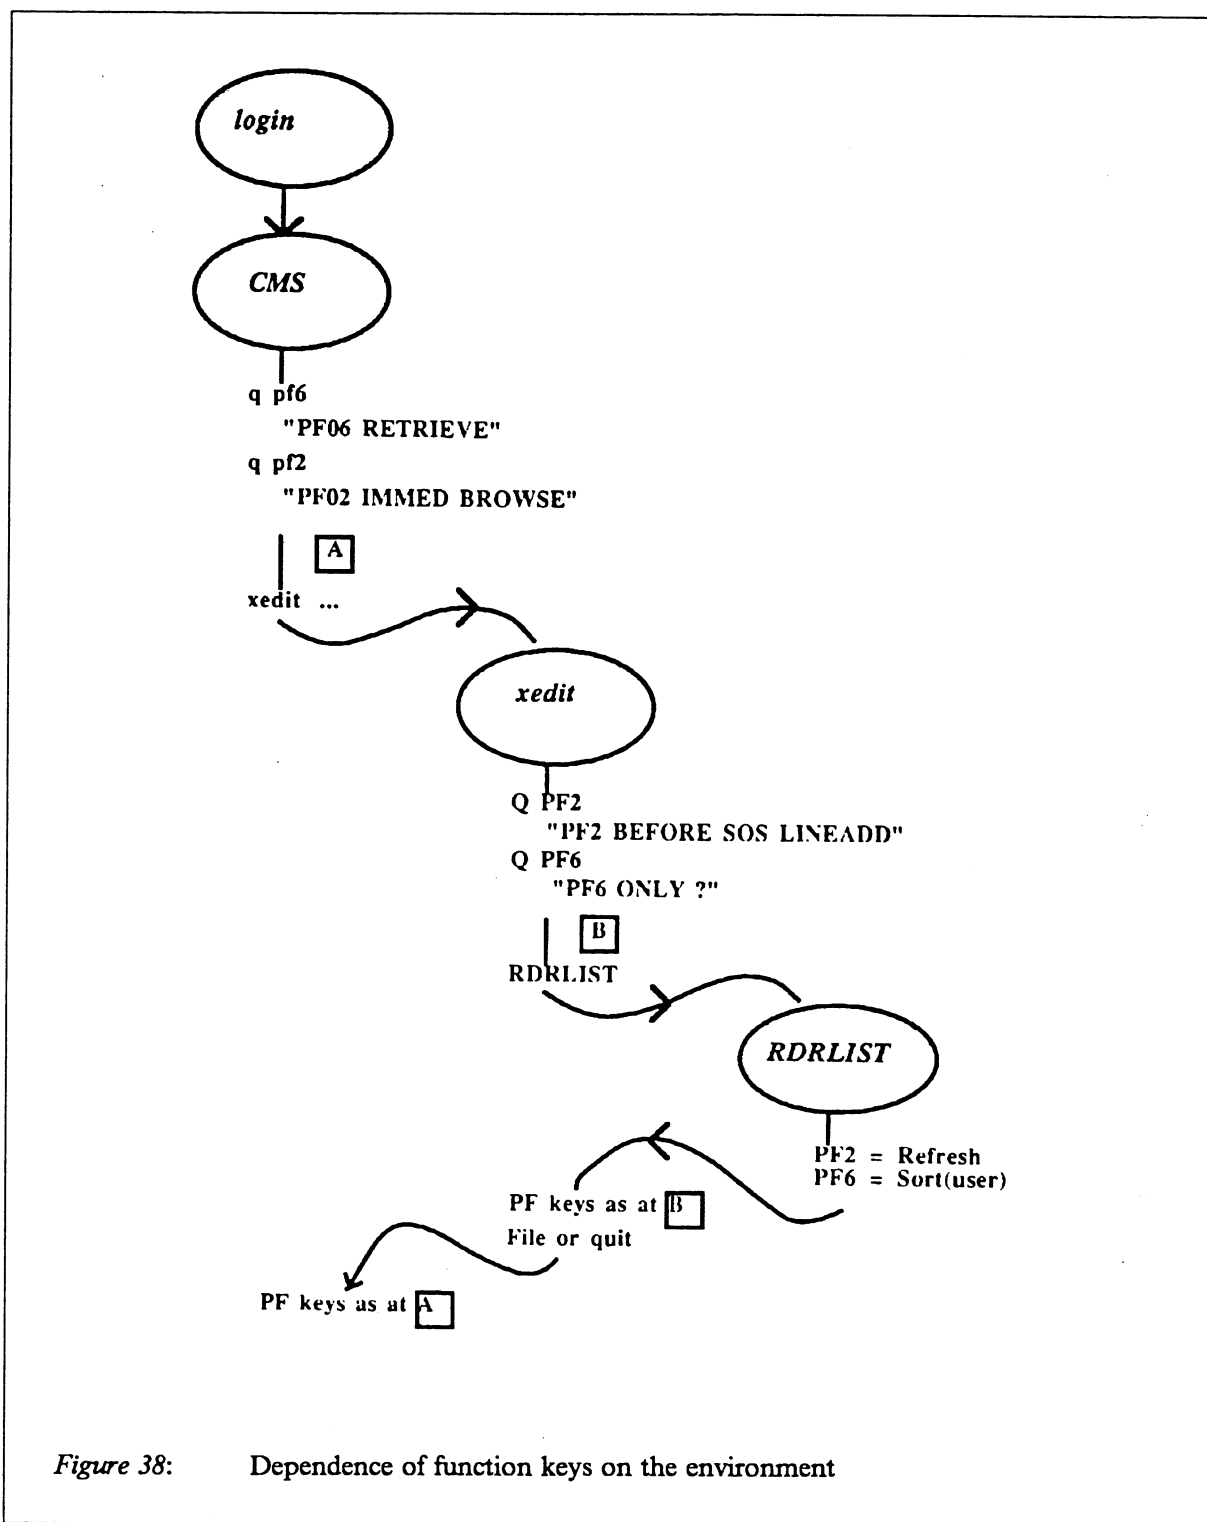 login
CMS
q pf6
"PF06 RETRIEVE"
q pf2
"PF02 IMMED BROWSE"
A
xedit ...
xedit
Q PF2
"PF2 BEFORE SOS LINEADD"
Q PF6
"PF6 ONLY ?"
B
RDRLIST
RDRLIST
PF2 = Refresh
PF6 = Sort(user)
PF keys as at B
File or quit
PF keys as at A
Figure 38: Dependence of function keys on the environment